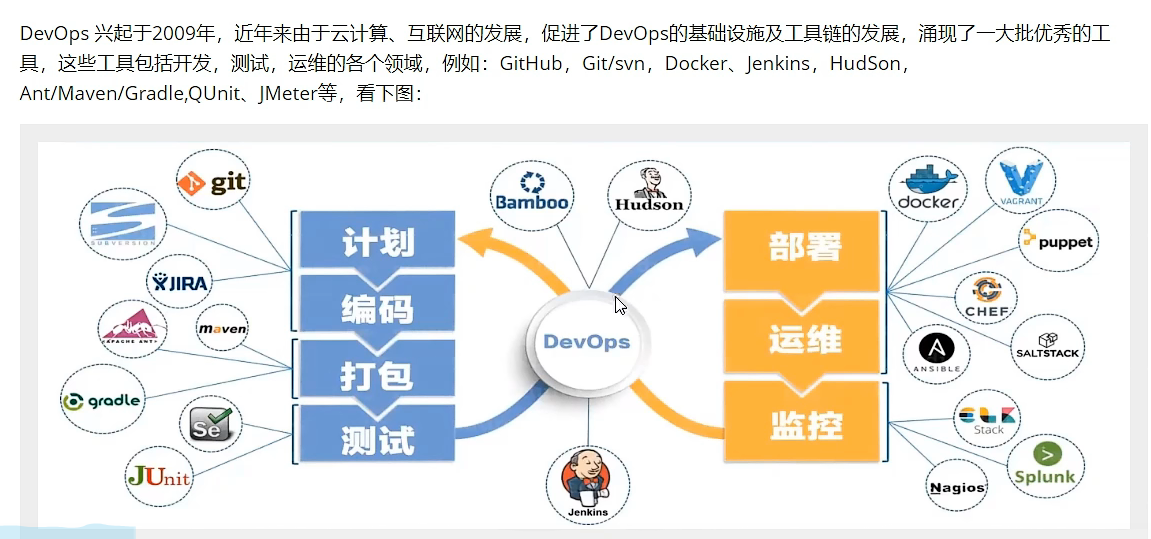 DevOps 兴起于2009年，近年来由于云计算、互联网的发展，促进了DevOps的基础设施及工具链的发展，涌现了一大批优秀的工
具，这些工具包括开发，测试，运维的各个领域，例如：GitHub，Git/svn，Docker、Jenkins，HudSon，
Ant/Maven/Gradle,QUnit、JMeter等，看下图：
git
SUBVERSION
JIRA
APACHE ANT
maven
gradle
Se
JUnit
计划
编码
打包
测试
Bamboo
Hudson
DevOps
Jenkins
部署
运维
监控
docker
VAGRANT
puppet
CHEF
ANSIBLE
SALTSTACK
ELK
Stack
Splunk
Nagios